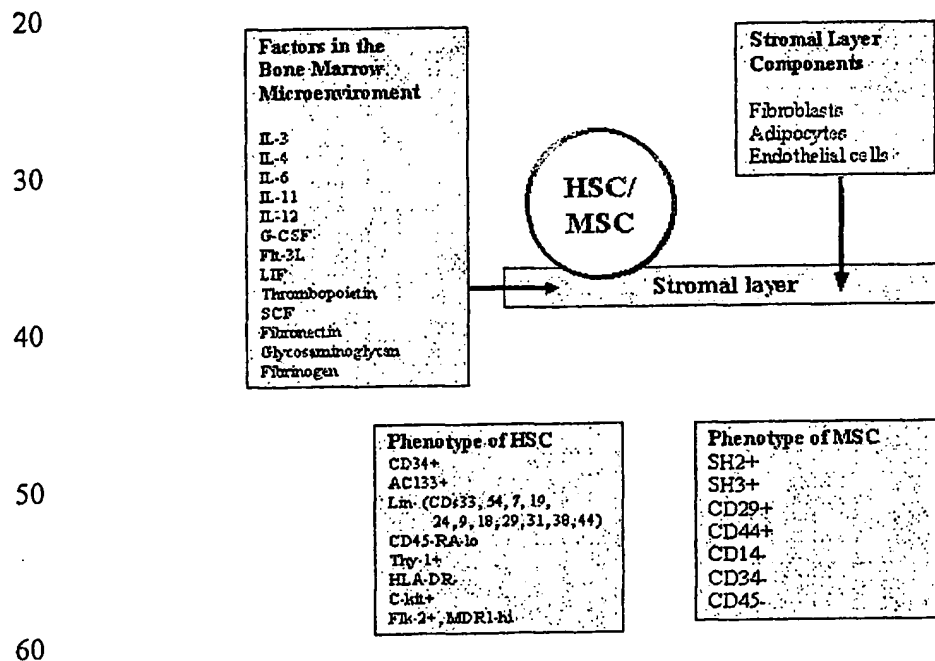 20
Factors in the
Bone Marrow
Microenviroment
IL-3
IL-4
IL-6
IL-11
IL-12
G-CSF
Flt-3L
LIF
Thrombopoietin
SCF
Fibronectin
Glycosaminoglycan
Fibrinogen
Stromal Layer
Components
Fibroblasts
Adipocytes
Endothelial cells
30
HSC/
MSC
Stromal layer
40
Phenotype of HSC
CD34+
AC133+
Lin- (CDs33, 54, 7, 19,
24, 9, 18, 29, 31, 38, 44)
CD45-RA-lo
Thy-1+
HLA-DR-
C-kit+
Flk-2+, MDR1-hi
Phenotype of MSC
SH2+
SH3+
CD29+
CD44+
CD14-
CD34-
CD45-
50
60